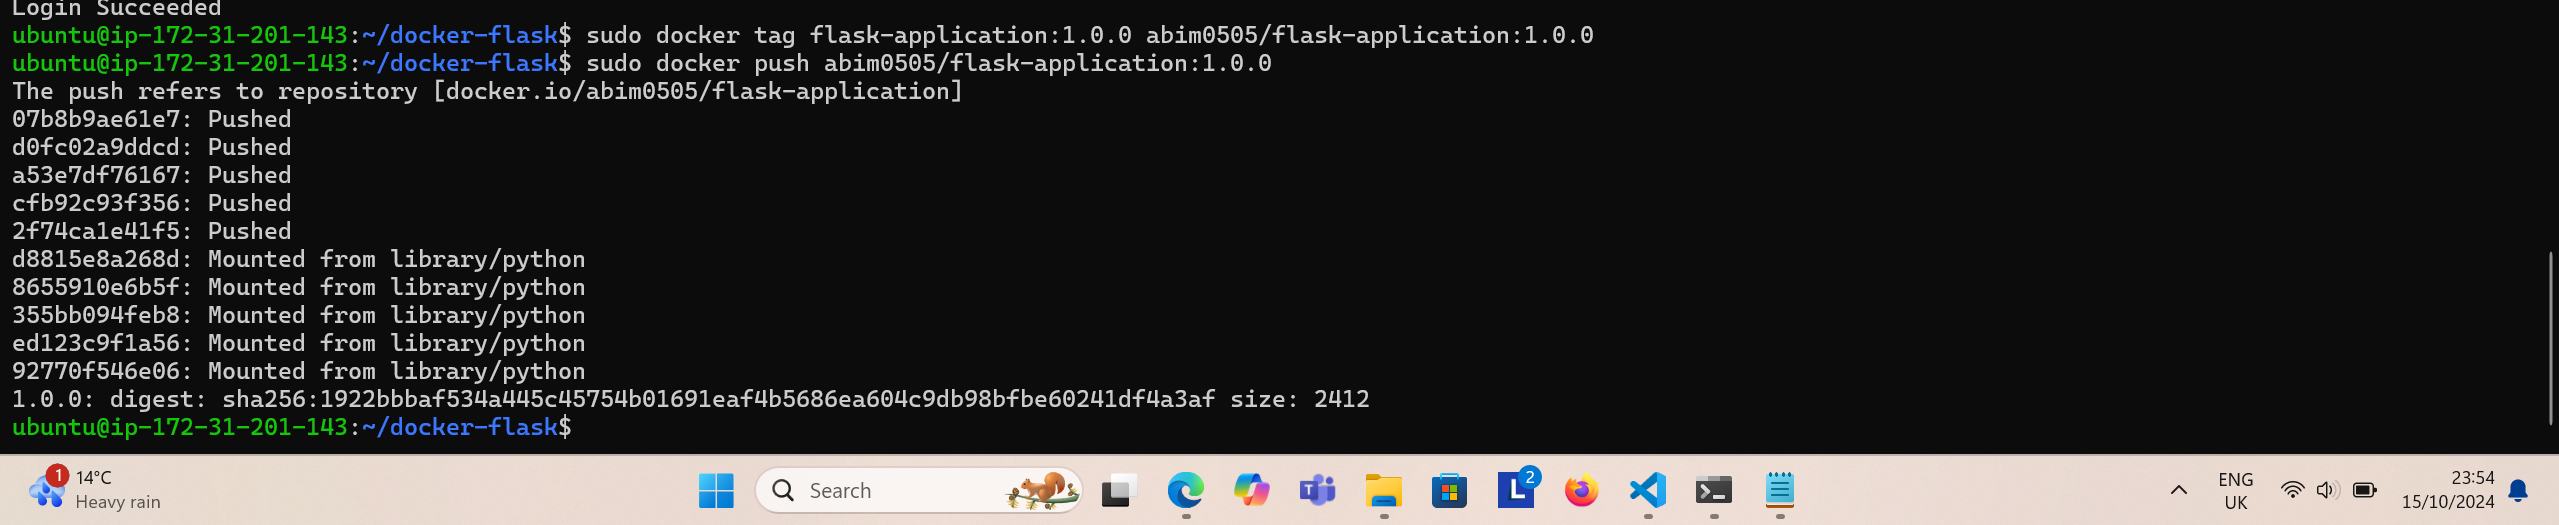 Login Succeeded
ubuntu@ip-172-31-201-143:~/docker-flask$ sudo docker tag flask-application:1.0.0 abim0505/flask-application:1.0.0
ubuntu@ip-172-31-201-143:~/docker-flask$ sudo docker push abim0505/flask-application:1.0.0
The push refers to repository [docker.io/abim0505/flask-application]
07b8b9ae61e7: Pushed
d0fc02a9ddcd: Pushed
a53e7df76167: Pushed
cfb92c93f356: Pushed
2f74ca1e41f5: Pushed
d8815e8a268d: Mounted from library/python
8655910e6b5f: Mounted from library/python
355bb094feb8: Mounted from library/python
ed123c9f1a56: Mounted from library/python
92770f546e06: Mounted from library/python
1.0.0: digest: sha256:1922bbbaf534a445c45754b01691eaf4b5686ea604c9db98bfbe60241df4a3af size: 2412
ubuntu@ip-172-31-201-143:~/docker-flask$
1
14°C
Heavy rain
Search
T
L
2
ENG
UK
23:54
15/10/2024